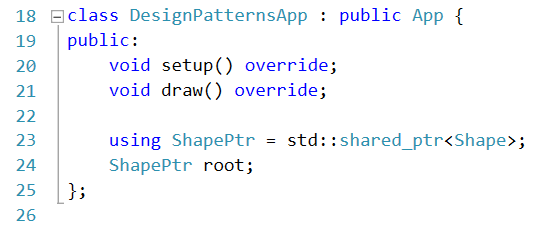 18 class DesignPatternsApp : public App {
19 public:
20     void setup() override;
21     void draw() override;
22
23     using ShapePtr = std::shared_ptr<Shape>;
24     ShapePtr root;
25 };
26